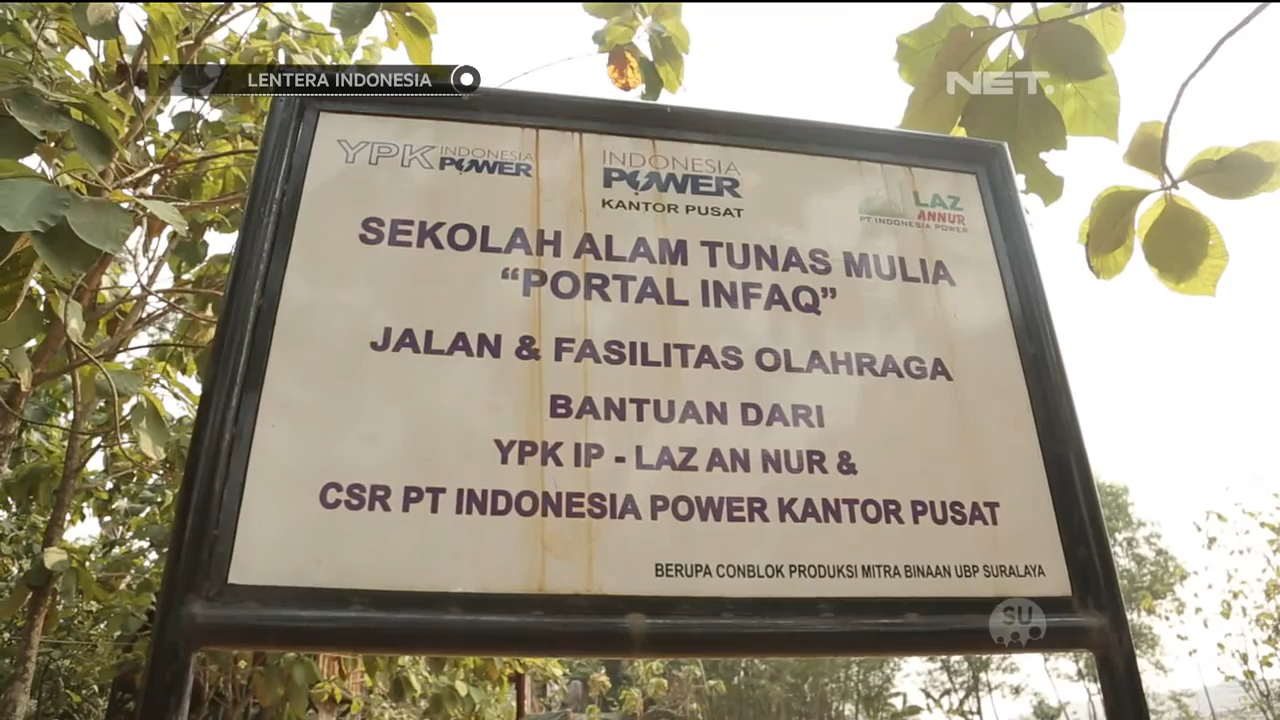 LENTERA INDONESIA
NET.
YPK INDONESIA POWER
INDONESIA
POWER
KANTOR PUSAT
LAZ
ANNUR
PT. INDONESIA POWER
SEKOLAH ALAM TUNAS MULIA
“PORTAL INFAQ”
JALAN & FASILITAS OLAHRAGA
BANTUAN DARI
YPK IP - LAZ AN NUR &
CSR PT INDONESIA POWER KANTOR PUSAT
BERUPA CONBLOK PRODUKSI MITRA BINAAN UBP SURALAYA
SU